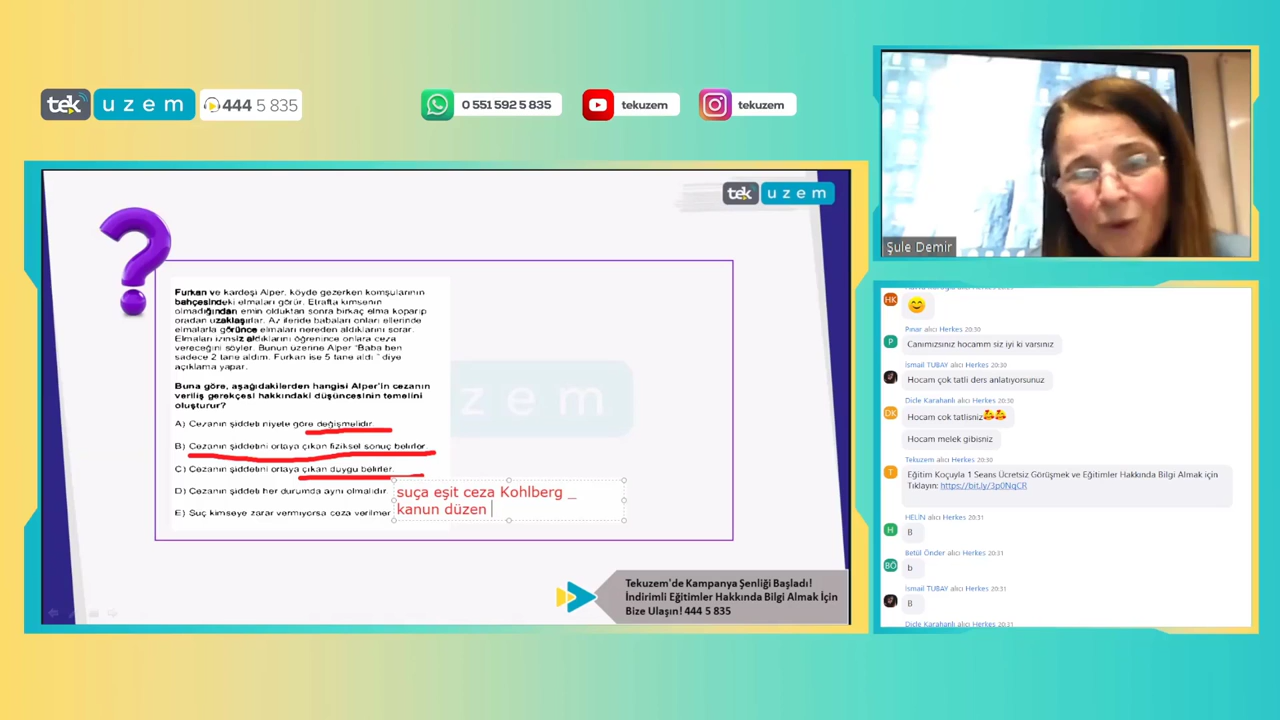 tek uzem 444 5 835
0 551 592 5 835
tekuzem
tekuzem
tek uzem
Furkan ve kardeşi Alper, köyde gezerken komşularının
bahçesindeki elmaları görür. Etrafta kimsenin
olmadığından emin olduktan sonra birkaç elma koparıp
oradan uzaklaşırlar. Az ileride babaları onları ellerinde
elmalarla görünce elmaları nereden aldıklarını sorar.
Elmaları izinsiz aldıklarını öğrenince onlara ceza
vereceğini söyler. Bunun üzerine Alper "Baba ben
sadece 2 tane aldım. Furkan ise 5 tane aldı " diye
açıklama yapar.
Buna göre, aşağıdakilerden hangisi Alper'in cezanın
veriliş gerekçesi hakkındaki düşüncesinin temelini
oluşturur?
A) Cezanın şiddeti niyete göre değişmelidir.
B) Cezanın şiddetini ortaya çıkan fiziksel sonuç belirler
C) Cezanın şiddetini ortaya çıkan duygu belirler.
D) Cezanın şiddeti her durumda aynı olmalıdır.
E) Suç kimseye zarar vermiyorsa ceza verilmez
suça eşit ceza Kohlberg _
kanun düzen
z e m
Tekuzem'de Kampanya Şenliği Başladı!
İndirimli Eğitimler Hakkında Bilgi Almak İçin
Bize Ulaşın! 444 5 835
Şule Demir
HK
Pınar alıcı Herkes 20:30
P
Canımızsınız hocamm siz iyi ki varsınız
İsmail TUBAY alıcı Herkes 20:30
Hocam çok tatli ders anlatıyorsunuz
Dicle Karahanlı alıcı Herkes 20:30
DK
Hocam cok tatlisniz
Hocam melek gibisniz
Tekuzem alıcı Herkes 20:30
T
Eğitim Koçuyla 1 Seans Ücretsiz Görüşmek ve Eğitimler Hakkında Bilgi Almak için
Tıklayın: https://bit.ly/3p0NqCR
HELİN alıcı Herkes 20:31
H
B
Betül Önder alıcı Herkes 20:31
BÖ
b
İsmail TUBAY alıcı Herkes 20:31
B
Dicle Karahanlı alıcı Herkes 20:31